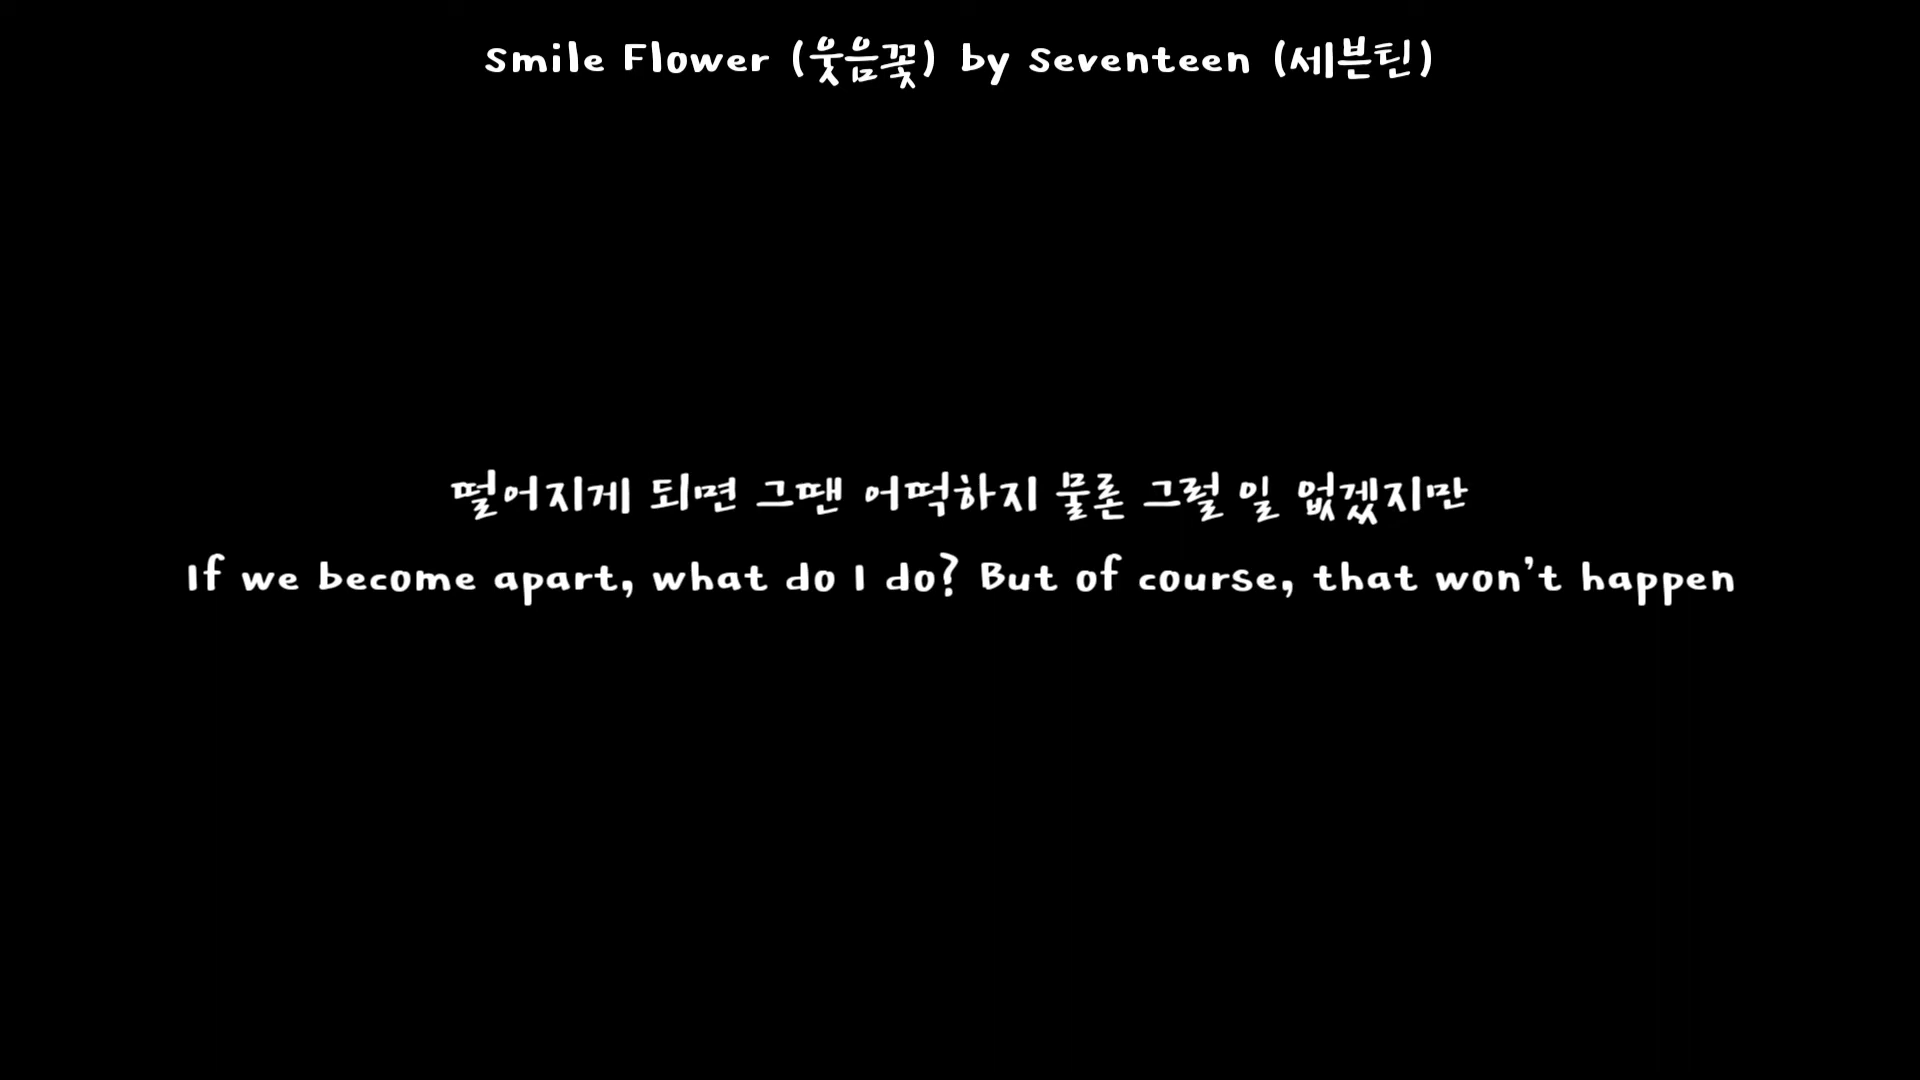 Smile Flower (웃음꽃) by Seventeen (세븐틴)
떨어지게 되면 그땐 어떡하지 물론 그럴 일 없겠지만
If we become apart, what do I do? But of course, that won't happen